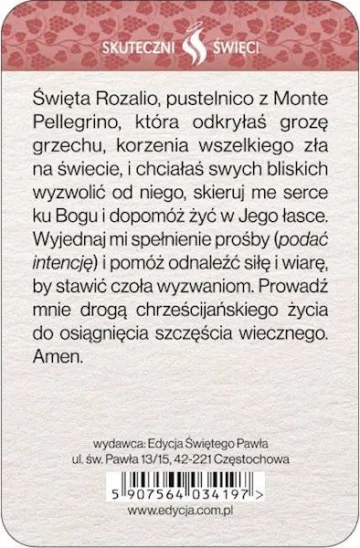 SKUTECZNI ŚWIĘCI
Święta Rozalio, pustelnico z Monte
Pellegrino, która odkryłaś grozę
grzechu, korzenia wszelkiego zła
na świecie, i chciałaś swych bliskich
wyzwolić od niego, skieruj me serce
ku Bogu i dopomóż żyć w Jego łasce.
Wyjednaj mi spełnienie prośby (podać
intencję) i pomóż odnaleźć siłę i wiarę,
by stawić czoła wyzwaniom. Prowadź
mnie drogą chrześcijańskiego życia
do osiągnięcia szczęścia wiecznego.
Amen.
wydawca: Edycja Świętego Pawła
ul. św. Pawła 13/15, 42-221 Częstochowa
5 907564 034197 >
www.edycja.com.pl